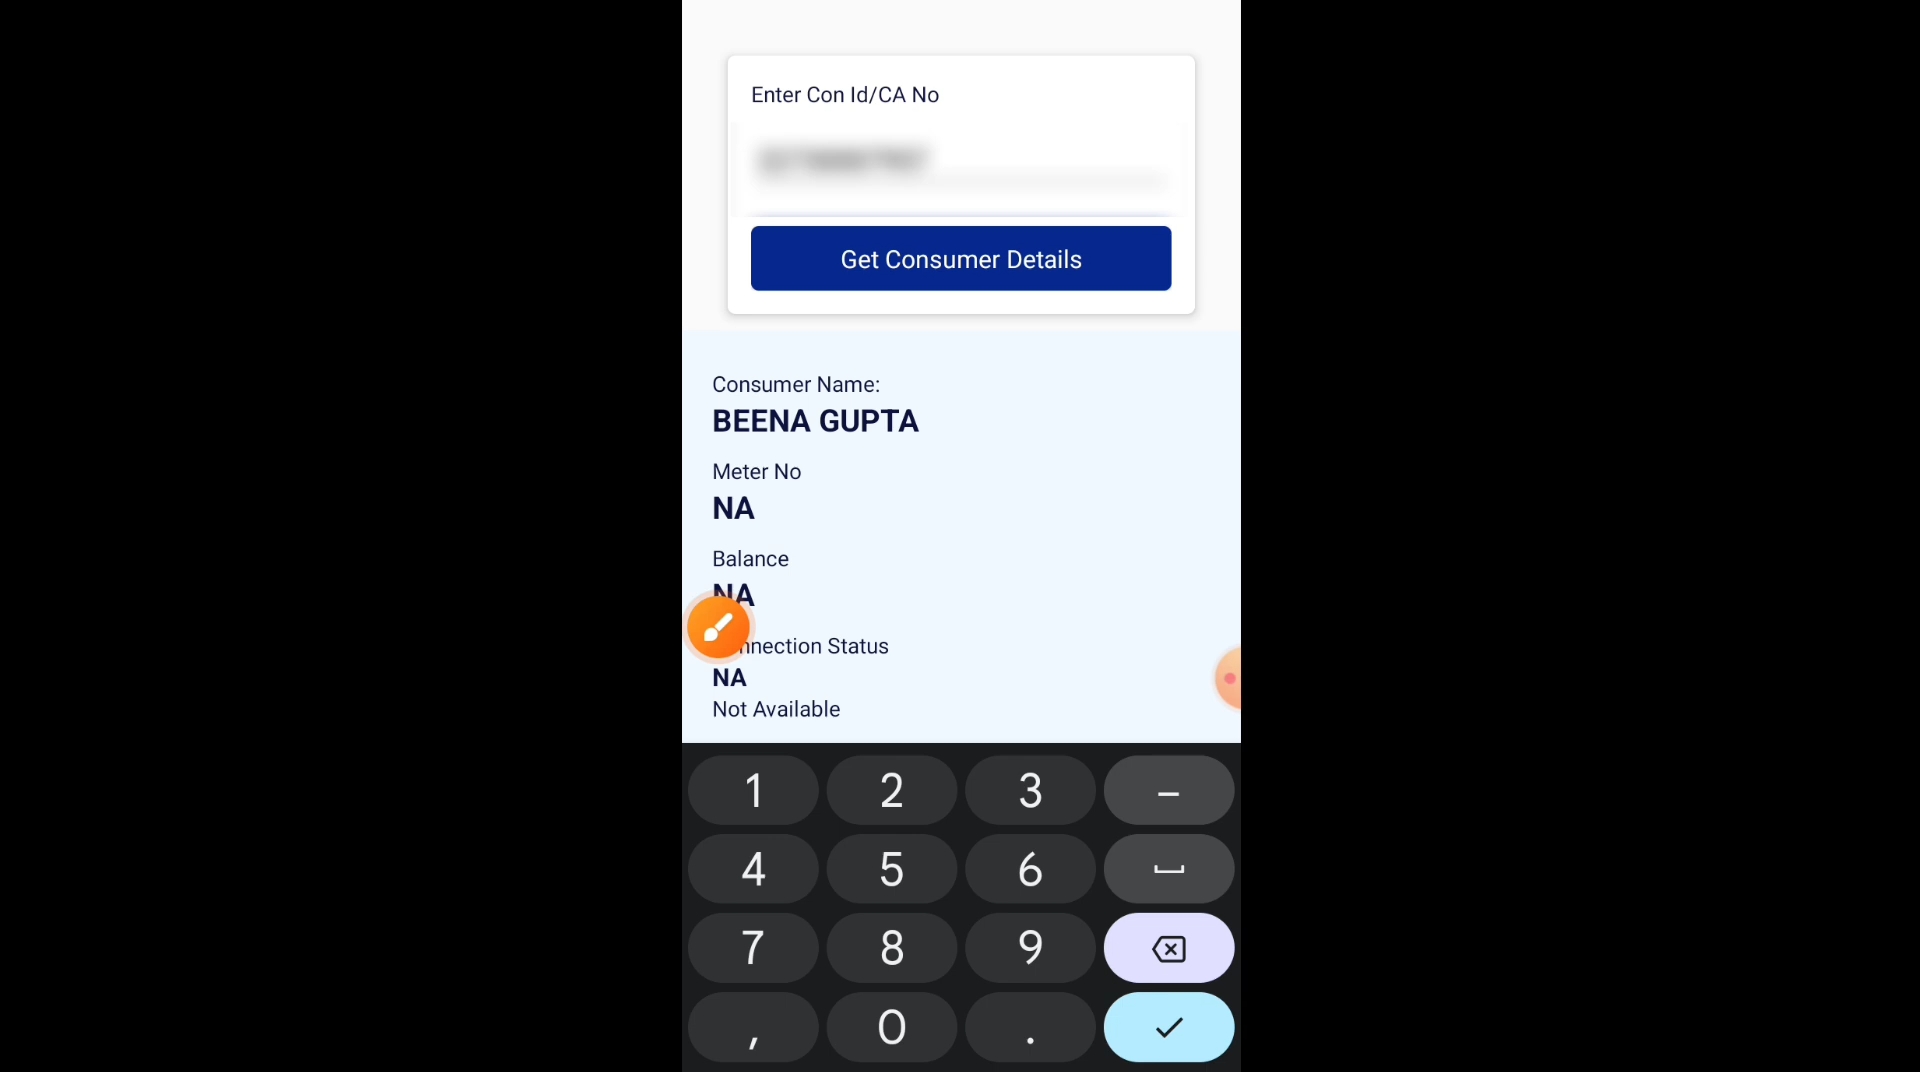 Enter Con Id/CA No
Get Consumer Details
Consumer Name:
BEENA GUPTA
Meter No
NA
Balance
NA
nnection Status
NA
Not Available
1 2 3 –
4 5 6
7 8 9
, 0 .